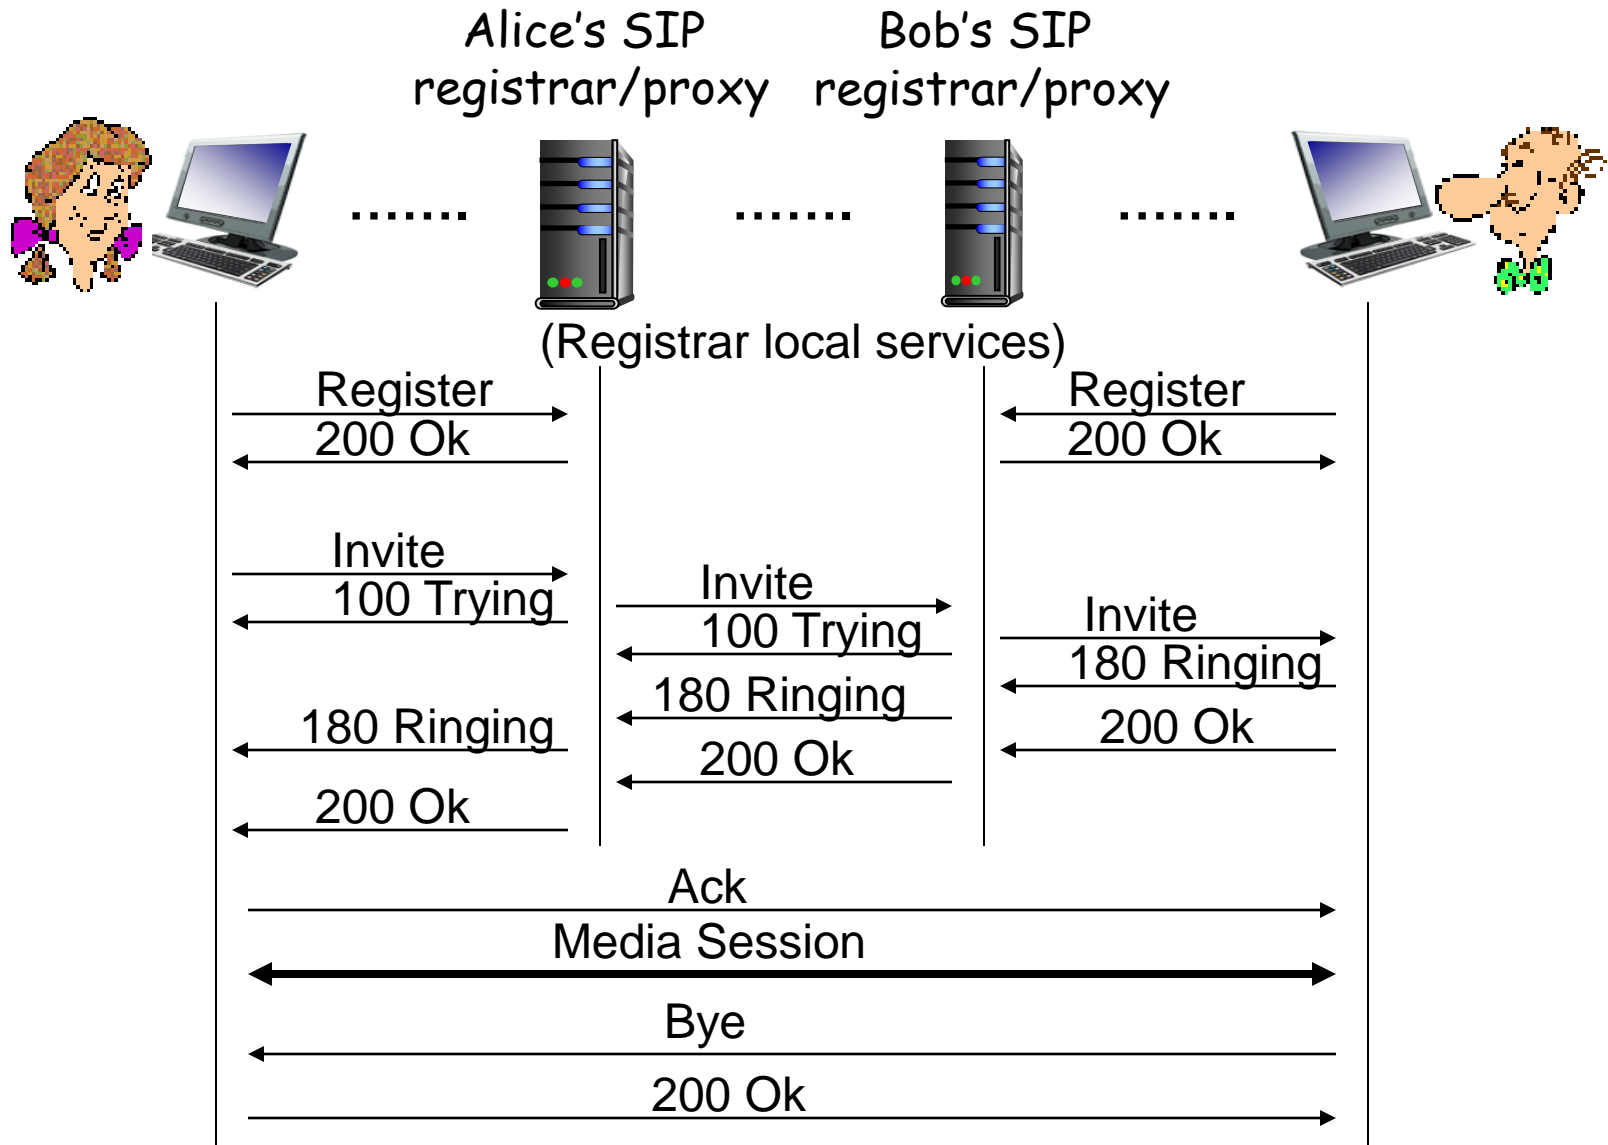 Alice's SIP
registrar/proxy
Bob's SIP
registrar/proxy
(Registrar local services)
Register
Register
200 Ok
200 Ok
Invite
100 Trying
Invite
100 Trying
Invite
180 Ringing
180 Ringing
180 Ringing
200 Ok
200 Ok
200 Ok
Ack
Media Session
Bye
200 Ok